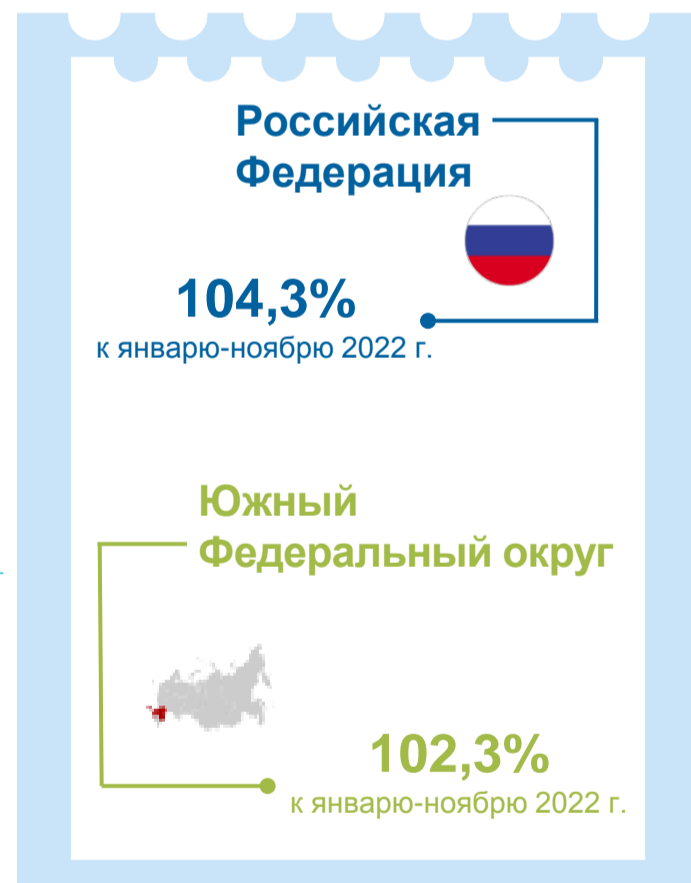 Российская
Федерация
104,3%
к январю-ноябрю 2022 г.
Южный
Федеральный округ
102,3%
к январю-ноябрю 2022 г.